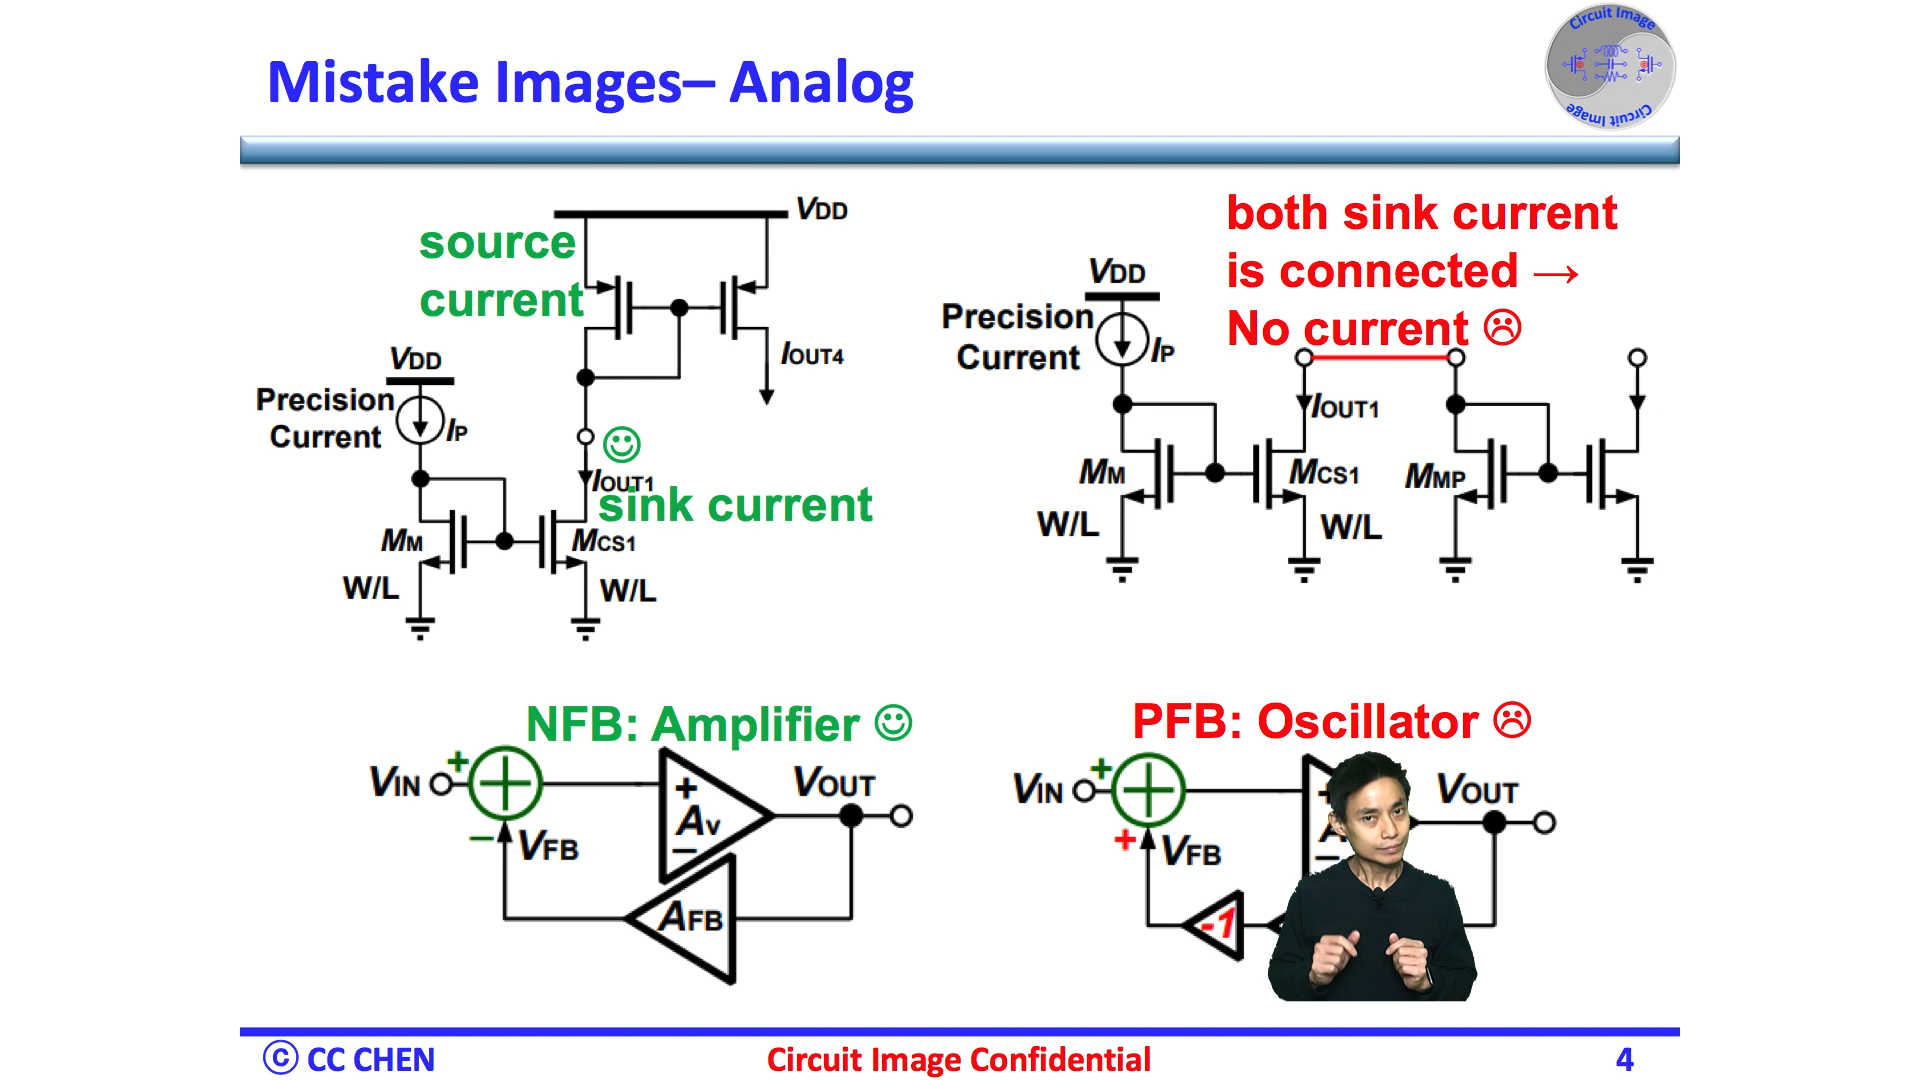 Mistake Images– Analog
Circuit Image
Circuit Image
source
current
VDD
IOUT4
VDD
Precision
Current
IP
IOUT1
sink current
MM
MCS1
W/L
W/L
both sink current
is connected →
No current ☹
VDD
Precision
Current
IP
IOUT1
MM
MCS1
MMP
W/L
W/L
NFB: Amplifier ☺
VIN
+
−
VFB
+
AV
−
VOUT
AFB
PFB: Oscillator ☹
VIN
+
+
VFB
−
VOUT
-1
© CC CHEN
Circuit Image Confidential
4